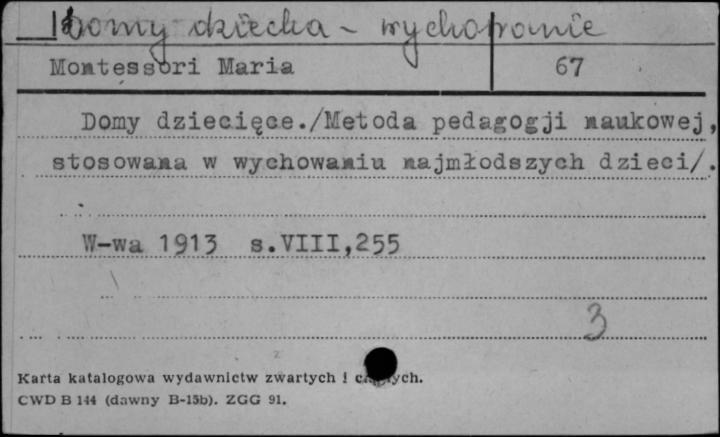 Domy dziecka - wychowanie
Montessori Maria 67
Domy dziecięce./Metoda pedagogji naukowej,
stosowana w wychowaniu najmłodszych dzieci/.
W-wa 1913 s.VIII,255
3
Karta katalogowa wydawnictw zwartych i
CWD B 144 (dawny B-15b). ZGG 91.